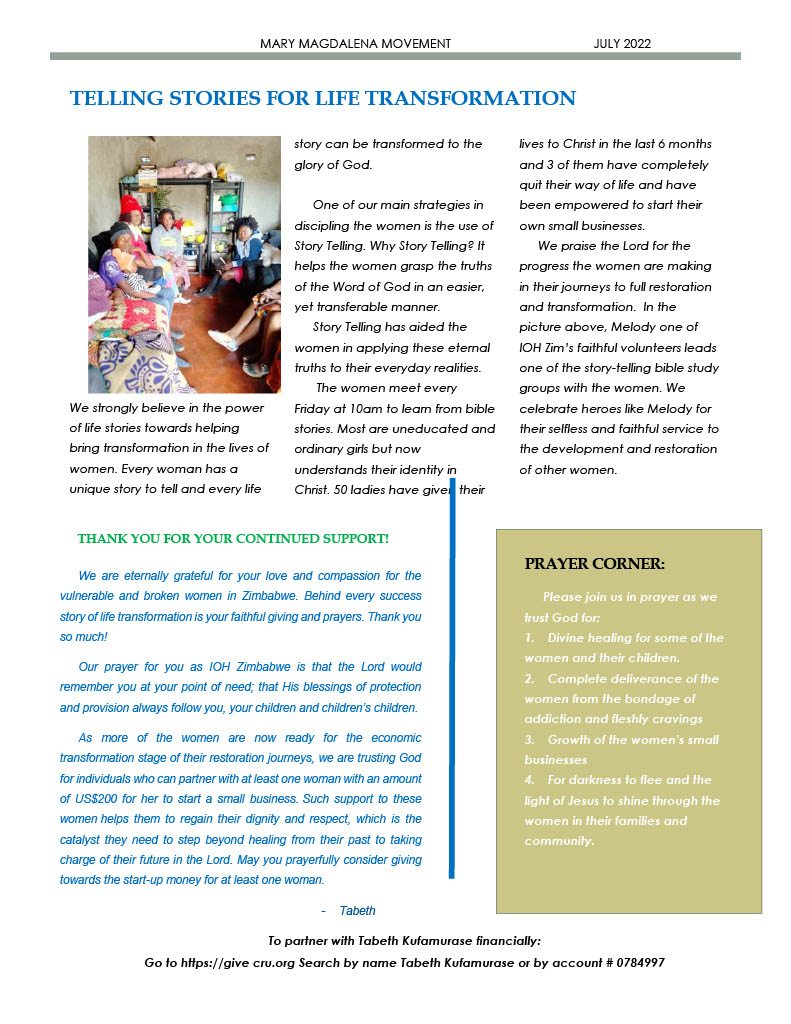 MARY MAGDALENA MOVEMENT JULY 2022
TELLING STORIES FOR LIFE TRANSFORMATION
We strongly believe in the power
of life stories towards helping
bring transformation in the lives of
women. Every woman has a
unique story to tell and every life
story can be transformed to the
glory of God.
One of our main strategies in
discipling the women is the use of
Story Telling. Why Story Telling? It
helps the women grasp the truths
of the Word of God in an easier,
yet transferable manner.
Story Telling has aided the
women in applying these eternal
truths to their everyday realities.
The women meet every
Friday at 10am to learn from bible
stories. Most are uneducated and
ordinary girls but now
understands their identity in
Christ. 50 ladies have given their
lives to Christ in the last 6 months
and 3 of them have completely
quit their way of life and have
been empowered to start their
own small businesses.
We praise the Lord for the
progress the women are making
in their journeys to full restoration
and transformation. In the
picture above, Melody one of
IOH Zim's faithful volunteers leads
one of the story-telling bible study
groups with the women. We
celebrate heroes like Melody for
their selfless and faithful service to
the development and restoration
of other women.
THANK YOU FOR YOUR CONTINUED SUPPORT!
We are eternally grateful for your love and compassion for the
vulnerable and broken women in Zimbabwe. Behind every success
story of life transformation is your faithful giving and prayers. Thank you
so much!
Our prayer for you as IOH Zimbabwe is that the Lord would
remember you at your point of need; that His blessings of protection
and provision always follow you, your children and children's children.
As more of the women are now ready for the economic
transformation stage of their restoration journeys, we are trusting God
for individuals who can partner with at least one woman with an amount
of US$200 for her to start a small business. Such support to these
women helps them to regain their dignity and respect, which is the
catalyst they need to step beyond healing from their past to taking
charge of their future in the Lord. May you prayerfully consider giving
towards the start-up money for at least one woman.
- Tabeth
PRAYER CORNER:
Please join us in prayer as we
trust God for;
1. Divine healing for some of the
women and their children.
2. Complete deliverance of the
women from the bondage of
addiction and fleshly cravings
3. Growth of the women's small
businesses
4. For darkness to flee and the
light of Jesus to shine through the
women in their families and
community.
To partner with Tabeth Kufamurase financially:
Go to https://give cru.org Search by name Tabeth Kufamurase or by account # 0784997